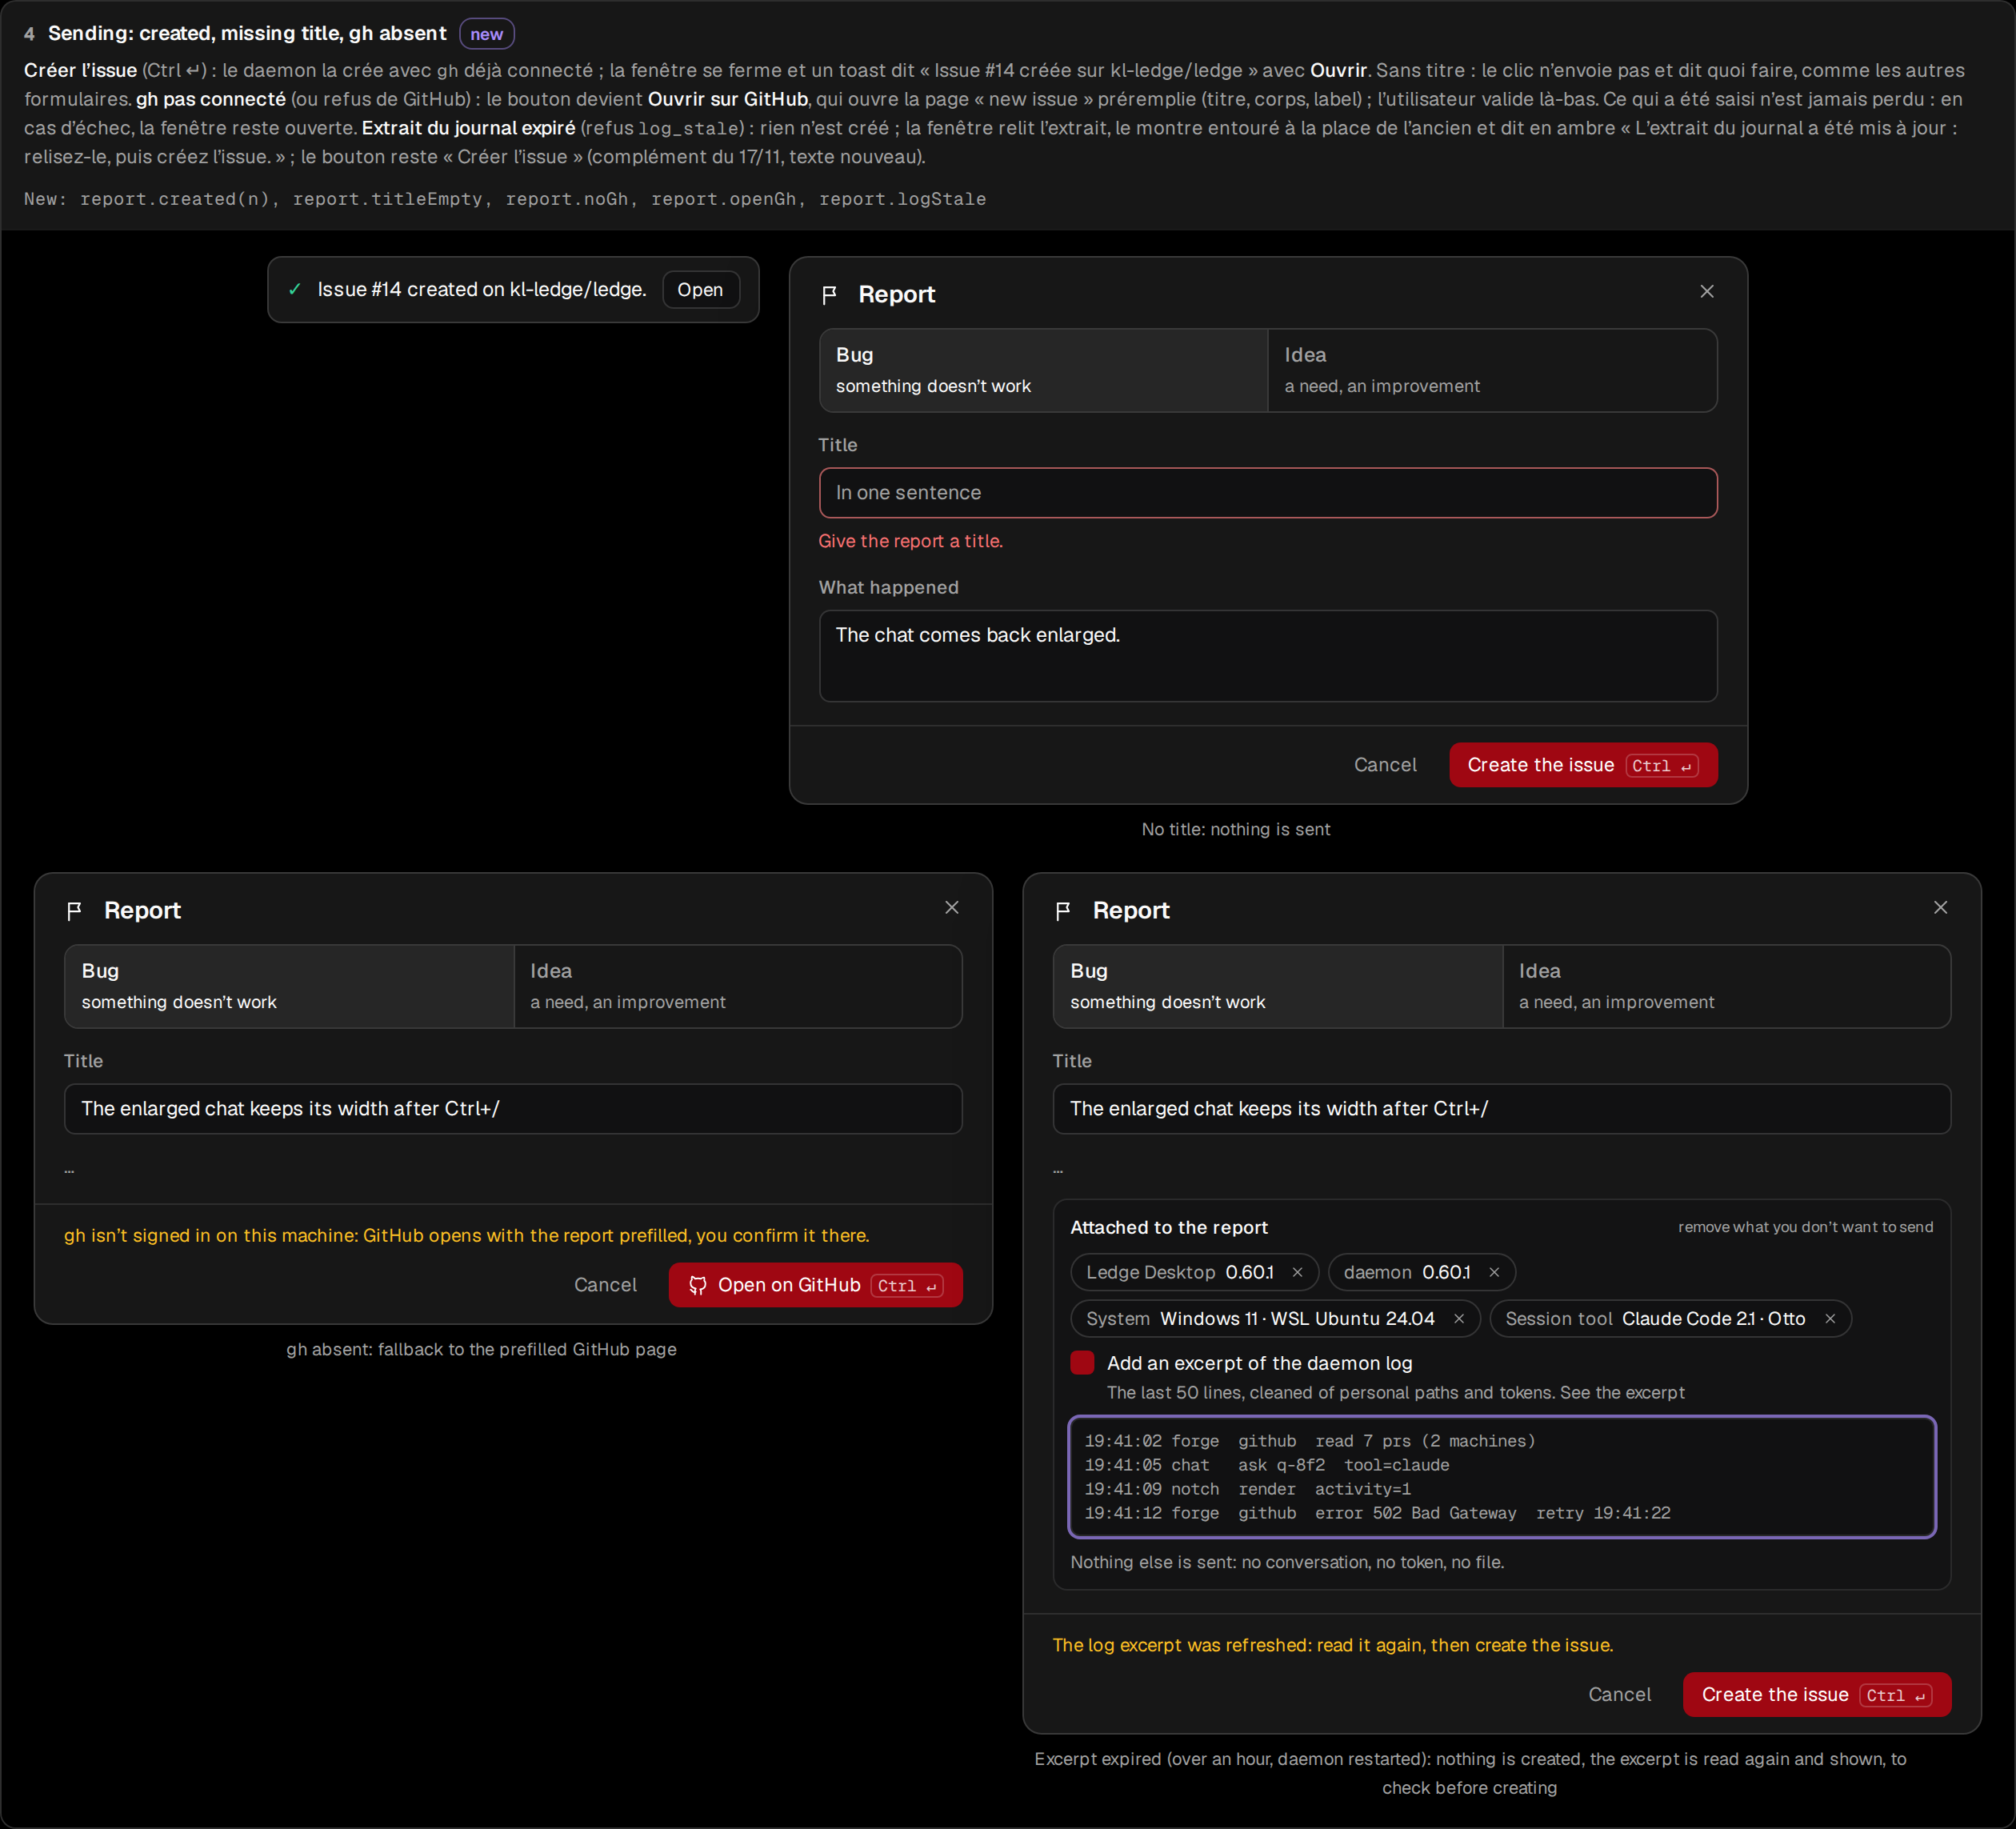 4 Sending: created, missing title, gh absent new
Créer l’issue (Ctrl ↵) : le daemon la crée avec gh déjà connecté ; la fenêtre se ferme et un toast dit « Issue #14 créée sur kl-ledge/ledge » avec Ouvrir. Sans titre : le clic n’envoie pas et dit quoi faire, comme les autres
formulaires. gh pas connecté (ou refus de GitHub) : le bouton devient Ouvrir sur GitHub, qui ouvre la page « new issue » préremplie (titre, corps, label) ; l’utilisateur valide là-bas. Ce qui a été saisi n’est jamais perdu : en
cas d’échec, la fenêtre reste ouverte. Extrait du journal expiré (refus log_stale) : rien n’est créé ; la fenêtre relit l’extrait, le montre entouré à la place de l’ancien et dit en ambre « L’extrait du journal a été mis à jour :
relisez-le, puis créez l’issue. » ; le bouton reste « Créer l’issue » (complément du 17/11, texte nouveau).
New: report.created(n), report.titleEmpty, report.noGh, report.openGh, report.logStale
✓ Issue #14 created on kl-ledge/ledge. Open
Report
Bug
something doesn’t work
Idea
a need, an improvement
Title
In one sentence
Give the report a title.
What happened
The chat comes back enlarged.
Cancel
Create the issue Ctrl ↵
No title: nothing is sent
Report
Bug
something doesn’t work
Idea
a need, an improvement
Title
The enlarged chat keeps its width after Ctrl+/
…
gh isn’t signed in on this machine: GitHub opens with the report prefilled, you confirm it there.
Cancel
Open on GitHub Ctrl ↵
gh absent: fallback to the prefilled GitHub page
Report
Bug
something doesn’t work
Idea
a need, an improvement
Title
The enlarged chat keeps its width after Ctrl+/
…
Attached to the report
remove what you don’t want to send
Ledge Desktop 0.60.1 ×
daemon 0.60.1 ×
System Windows 11 · WSL Ubuntu 24.04 ×
Session tool Claude Code 2.1 · Otto ×
Add an excerpt of the daemon log
The last 50 lines, cleaned of personal paths and tokens. See the excerpt
19:41:02 forge github read 7 prs (2 machines)
19:41:05 chat ask q-8f2 tool=claude
19:41:09 notch render activity=1
19:41:12 forge github error 502 Bad Gateway retry 19:41:22
Nothing else is sent: no conversation, no token, no file.
The log excerpt was refreshed: read it again, then create the issue.
Cancel
Create the issue Ctrl ↵
Excerpt expired (over an hour, daemon restarted): nothing is created, the excerpt is read again and shown, to
check before creating